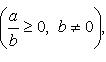 (a/b ≥ 0, b ≠ 0),